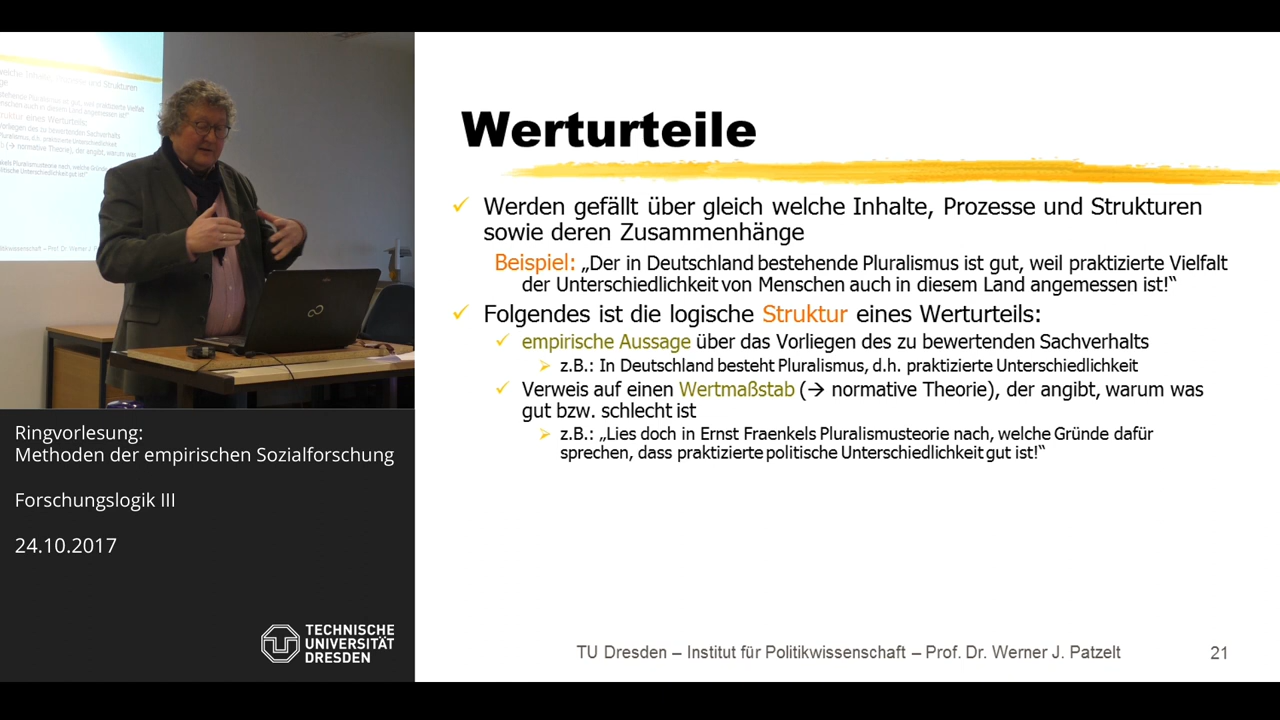 Werturteile
Werden gefällt über gleich welche Inhalte, Prozesse und Strukturen
sowie deren Zusammenhänge
Beispiel: „Der in Deutschland bestehende Pluralismus ist gut, weil praktizierte Vielfalt
der Unterschiedlichkeit von Menschen auch in diesem Land angemessen ist!“
Folgendes ist die logische Struktur eines Werturteils:
empirische Aussage über das Vorliegen des zu bewertenden Sachverhalts
z.B.: In Deutschland besteht Pluralismus, d.h. praktizierte Unterschiedlichkeit
Verweis auf einen Wertmaßstab (→ normative Theorie), der angibt, warum was
gut bzw. schlecht ist
z.B.: „Lies doch in Ernst Fraenkels Pluralismusteorie nach, welche Gründe dafür
sprechen, dass praktizierte politische Unterschiedlichkeit gut ist!“
TU Dresden – Institut für Politikwissenschaft – Prof. Dr. Werner J. Patzelt
21
Ringvorlesung:
Methoden der empirischen Sozialforschung
Forschungslogik III
24.10.2017
TECHNISCHE
UNIVERSITÄT
DRESDEN